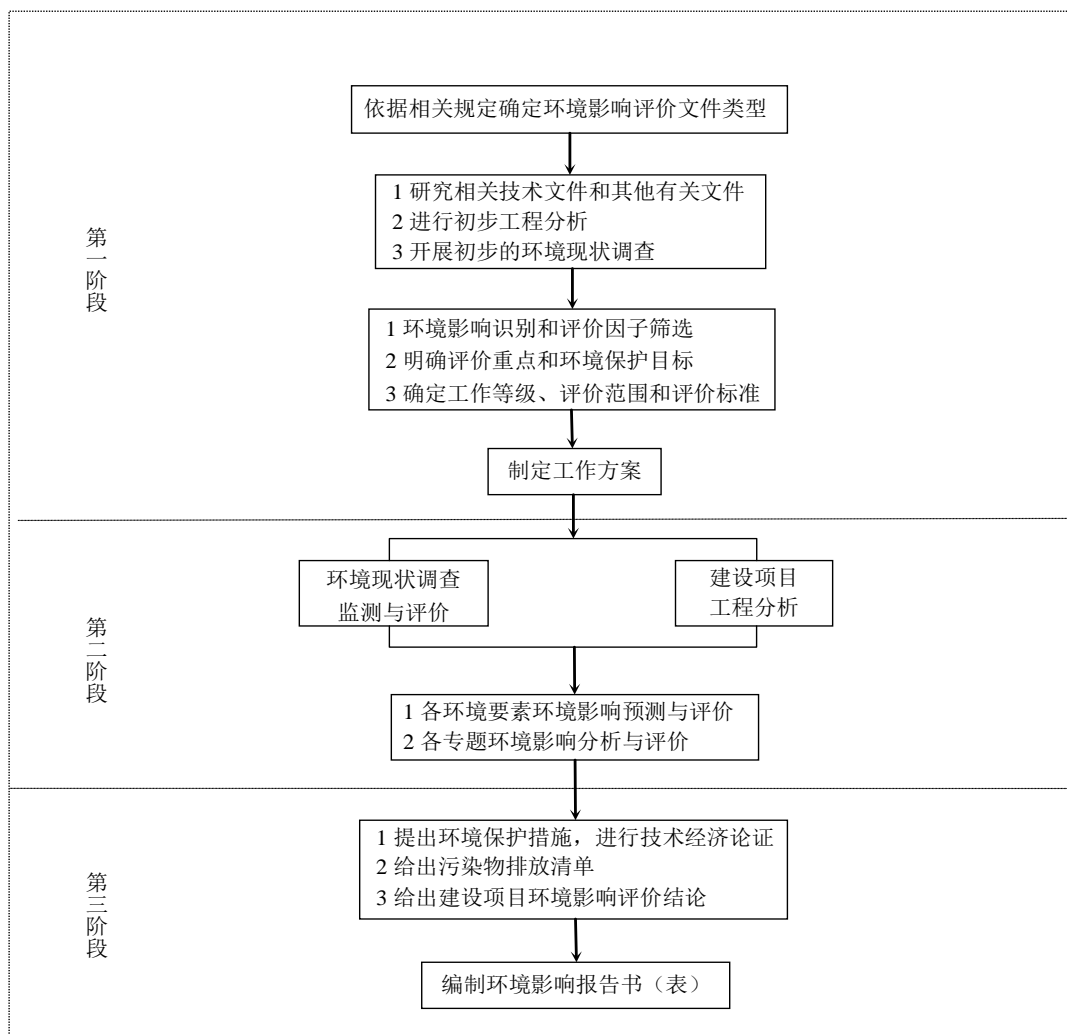 依据相关规定确定环境影响评价文件类型
1 研究相关技术文件和其他有关文件
2 进行初步工程分析
3 开展初步的环境现状调查
第一阶段
1 环境影响识别和评价因子筛选
2 明确评价重点和环境保护目标
3 确定工作等级、评价范围和评价标准
制定工作方案
第二阶段
环境现状调查
监测与评价
建设项目
工程分析
1 各环境要素环境影响预测与评价
2 各专题环境影响分析与评价
第三阶段
1 提出环境保护措施，进行技术经济论证
2 给出污染物排放清单
3 给出建设项目环境影响评价结论
编制环境影响报告书（表）